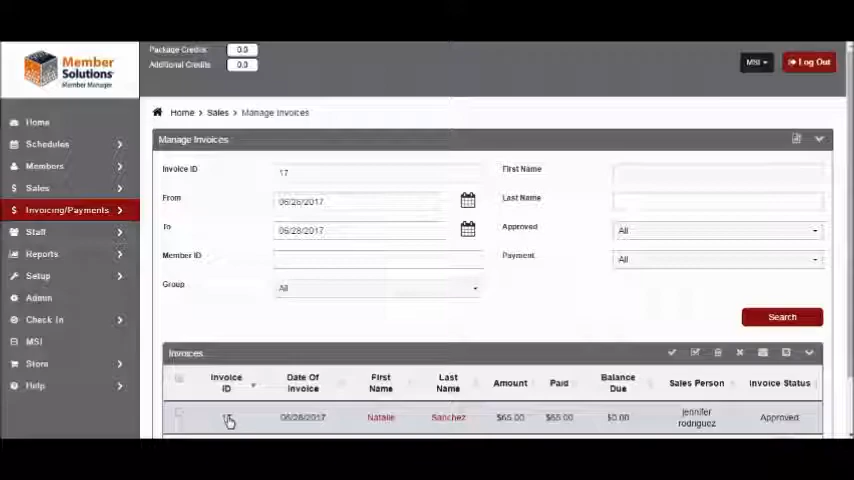 Package Credits: 0.0
Additional Credits: 0.0
MSI
Log Out
Member
Solutions
Member Manager
Home
Schedules
Members
$ Sales
$ Invoicing/Payments
Staff
Reports
Setup
Admin
Check In
MSI
Store
Help
Home > Sales > Manage Invoices
Manage Invoices
Invoice ID 17 First Name
From 06/26/2017 Last Name
To 06/28/2017 Approved All
Member ID Payment All
Group All
Search
Invoices
Invoice ID Date Of Invoice First Name Last Name Amount Paid Balance Due Sales Person Invoice Status
06/28/2017 Natalie Sanchez $65.00 $65.00 $0.00 jennifer rodriguez Approved